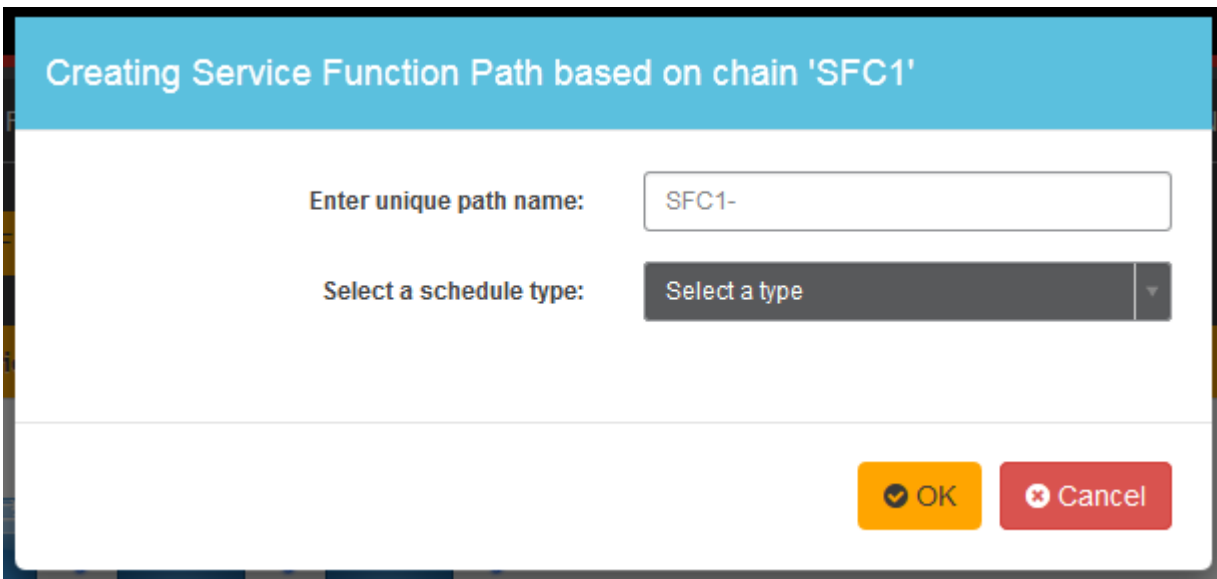 Creating Service Function Path based on chain 'SFC1'
Enter unique path name:
SFC1-
Select a schedule type:
Select a type
OK
Cancel